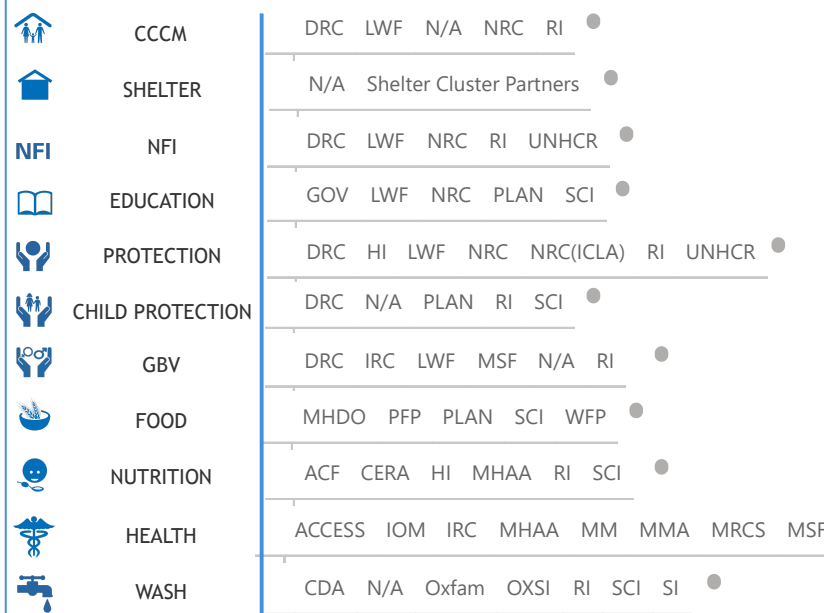 CCCM DRC LWF N/A NRC RI
SHELTER N/A Shelter Cluster Partners
NFI NFI DRC LWF NRC RI UNHCR
EDUCATION GOV LWF NRC PLAN SCI
PROTECTION DRC HI LWF NRC NRC(ICLA) RI UNHCR
CHILD PROTECTION DRC N/A PLAN RI SCI
GBV DRC IRC LWF MSF N/A RI
FOOD MHDO PFP PLAN SCI WFP
NUTRITION ACF CERA HI MHAA RI SCI
HEALTH ACCESS IOM IRC MHAA MM MMA MRCS MSF
WASH CDA N/A Oxfam OXSI RI SCI SI